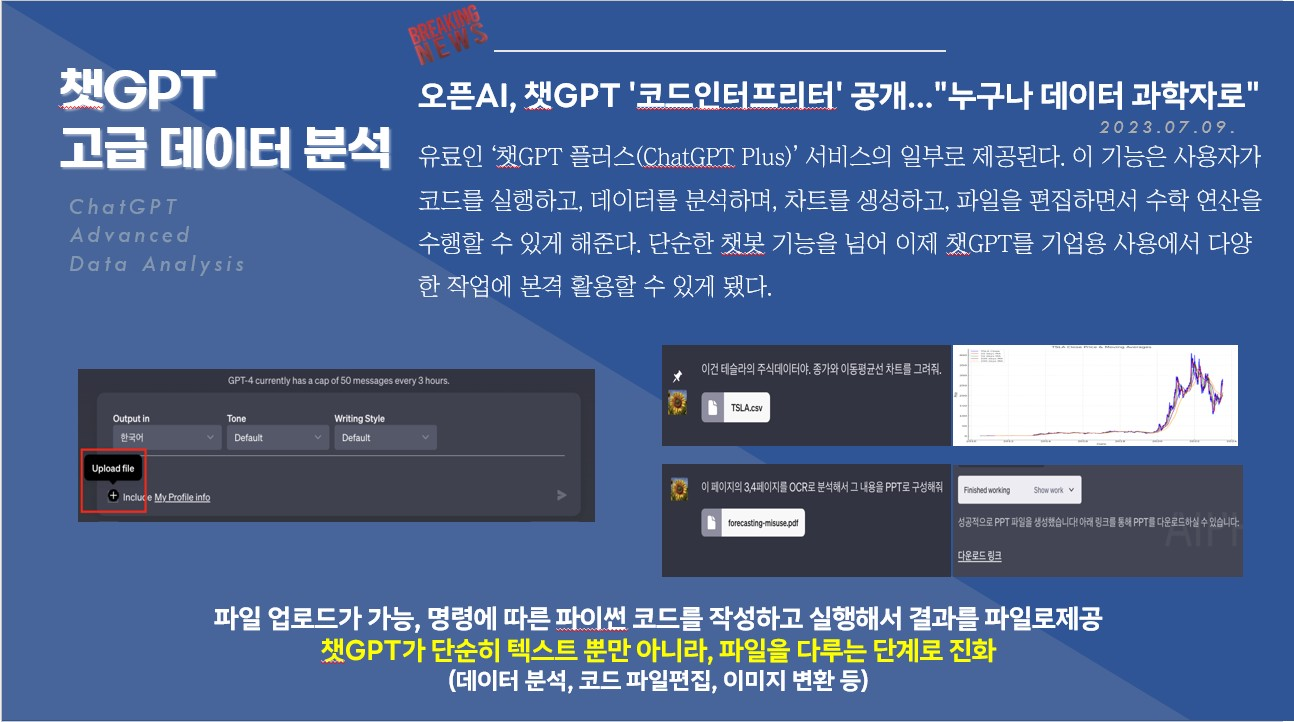 BREAKING
NEWS
챗GPT
고급 데이터 분석
ChatGPT
Advanced
Data Analysis
오픈AI, 챗GPT '코드인터프리터' 공개..."누구나 데이터 과학자로"
2023.07.09.
유료인 ‘챗GPT 플러스(ChatGPT Plus)’ 서비스의 일부로 제공된다. 이 기능은 사용자가
코드를 실행하고, 데이터를 분석하며, 차트를 생성하고, 파일을 편집하면서 수학 연산을
수행할 수 있게 해준다. 단순한 챗봇 기능을 넘어 이제 챗GPT를 기업용 사용에서 다양
한 작업에 본격 활용할 수 있게 됐다.
GPT-4 currently has a cap of 50 messages every 3 hours.
Output in Tone Writing Style
한국어 Default Default
Upload file
Include My Profile info
이건 테슬라의 주식데이터야. 종가와 이동평균선 차트를 그려줘.
TSLA.csv
TSLA Close Price & Moving Averages
이 페이지의 3,4페이지를 OCR로 분석해서 그 내용을 PPT로 구성해줘
forecasting-misuse.pdf
Finished working Show work
성공적으로 PPT 파일을 생성했습니다! 아래 링크를 통해 PPT를 다운로드하실 수 있습니다:
다운로드 링크
파일 업로드가 가능, 명령에 따른 파이썬 코드를 작성하고 실행해서 결과를 파일로제공
챗GPT가 단순히 텍스트 뿐만 아니라, 파일을 다루는 단계로 진화
(데이터 분석, 코드 파일편집, 이미지 변환 등)